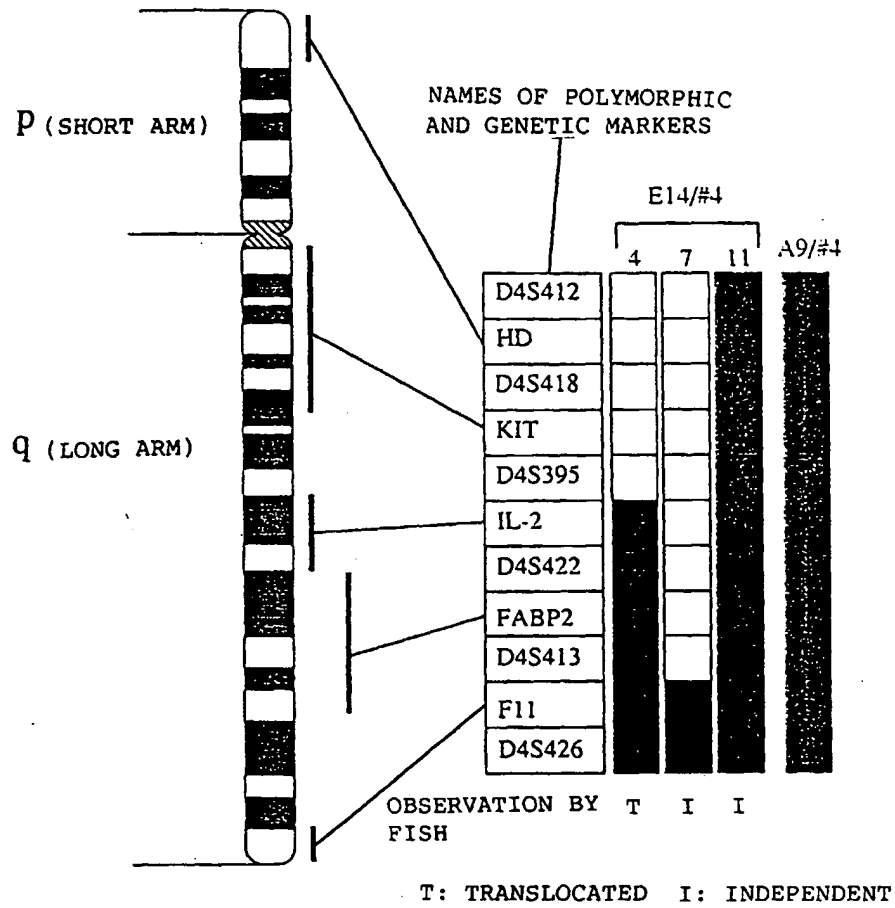 p (SHORT ARM)
q (LONG ARM)
NAMES OF POLYMORPHIC
AND GENETIC MARKERS
E14/#4
4 7 11 A9/#4
D4S412
HD
D4S418
KIT
D4S395
IL-2
D4S422
FABP2
D4S413
F11
D4S426
OBSERVATION BY T I I
FISH
T: TRANSLOCATED I: INDEPENDENT